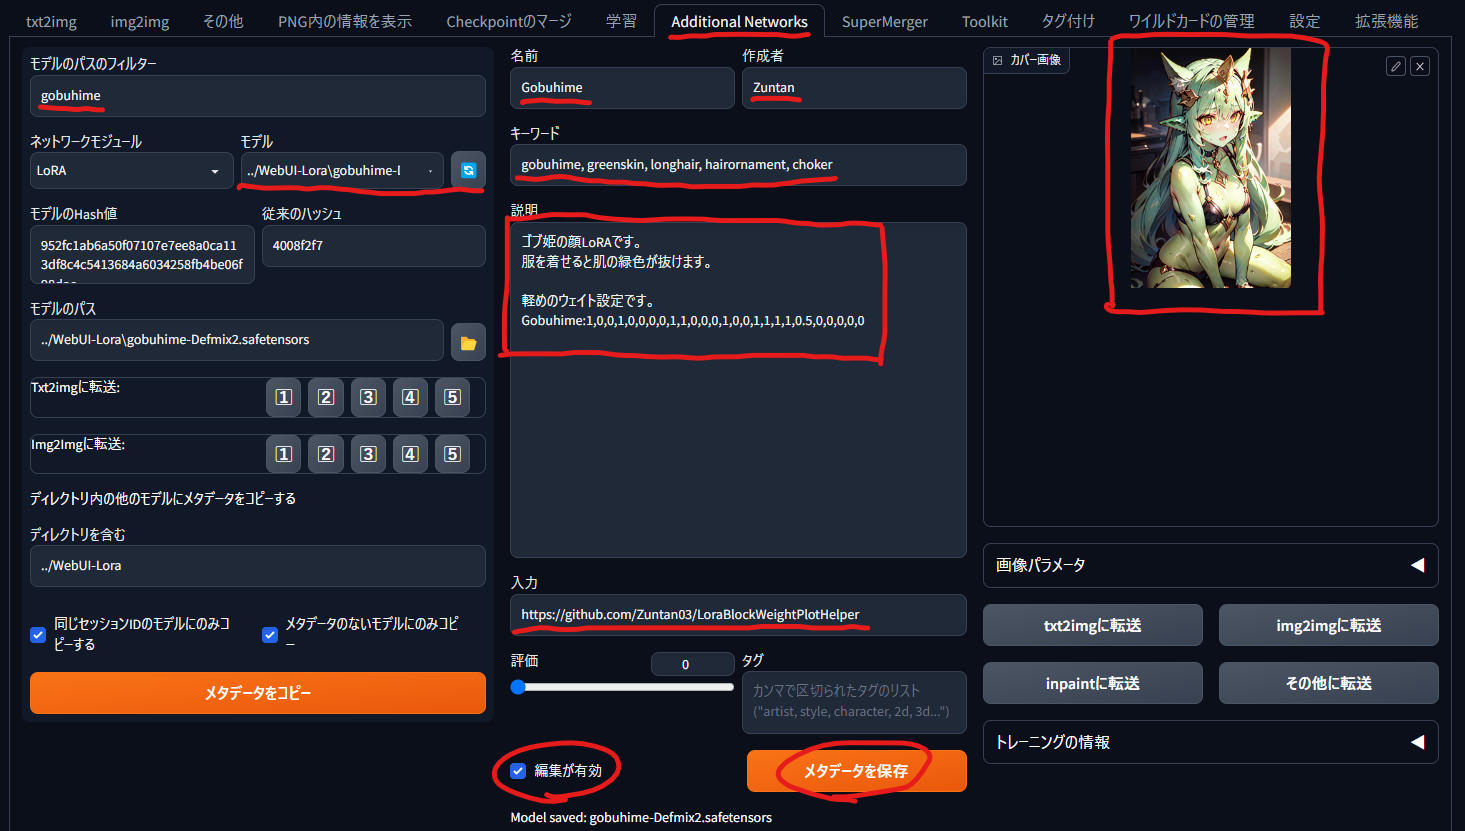 txt2img img2img その他 PNG内の情報を表示 Checkpointのマージ 学習 Additional Networks SuperMerger Toolkit タグ付け ワイルドカードの管理 設定 拡張機能
モデルのパスのフィルター
gobuhime
ネットワークモジュール
LoRA
モデル
../WebUI-Lora\gobuhime-I
モデルのHash値
952fc1ab6a50f07107e7ee8a0ca11
3df8c4c5413684a6034258fb4be06f
従来のハッシュ
4008f2f7
モデルのパス
../WebUI-Lora\gobuhime-Defmix2.safetensors
Txt2imgに転送:
1 2 3 4 5
Img2Imgに転送:
1 2 3 4 5
ディレクトリ内の他のモデルにメタデータをコピーする
ディレクトリを含む
../WebUI-Lora
同じセッションIDのモデルにのみコ
ピーする
メタデータのないモデルにのみコピ
ー
メタデータをコピー
名前
Gobuhime
作成者
Zuntan
キーワード
gobuhime, greenskin, longhair, hairornament, choker
説明
ゴブ姫の顔LoRAです。
服を着せると肌の緑色が抜けます。
軽めのウェイト設定です。
Gobuhime:1,0,0,1,0,0,0,0,1,1,0,0,0,1,0,0,1,1,1,1,0.5,0,0,0,0,0
入力
https://github.com/Zuntan03/LoraBlockWeightPlotHelper
評価
0
タグ
カンマで区切られたタグのリスト
("artist, style, character, 2d, 3d...")
編集が有効
メタデータを保存
Model saved: gobuhime-Defmix2.safetensors
カバー画像
画像パラメータ
txt2imgに転送
img2imgに転送
inpaintに転送
その他に転送
トレーニングの情報